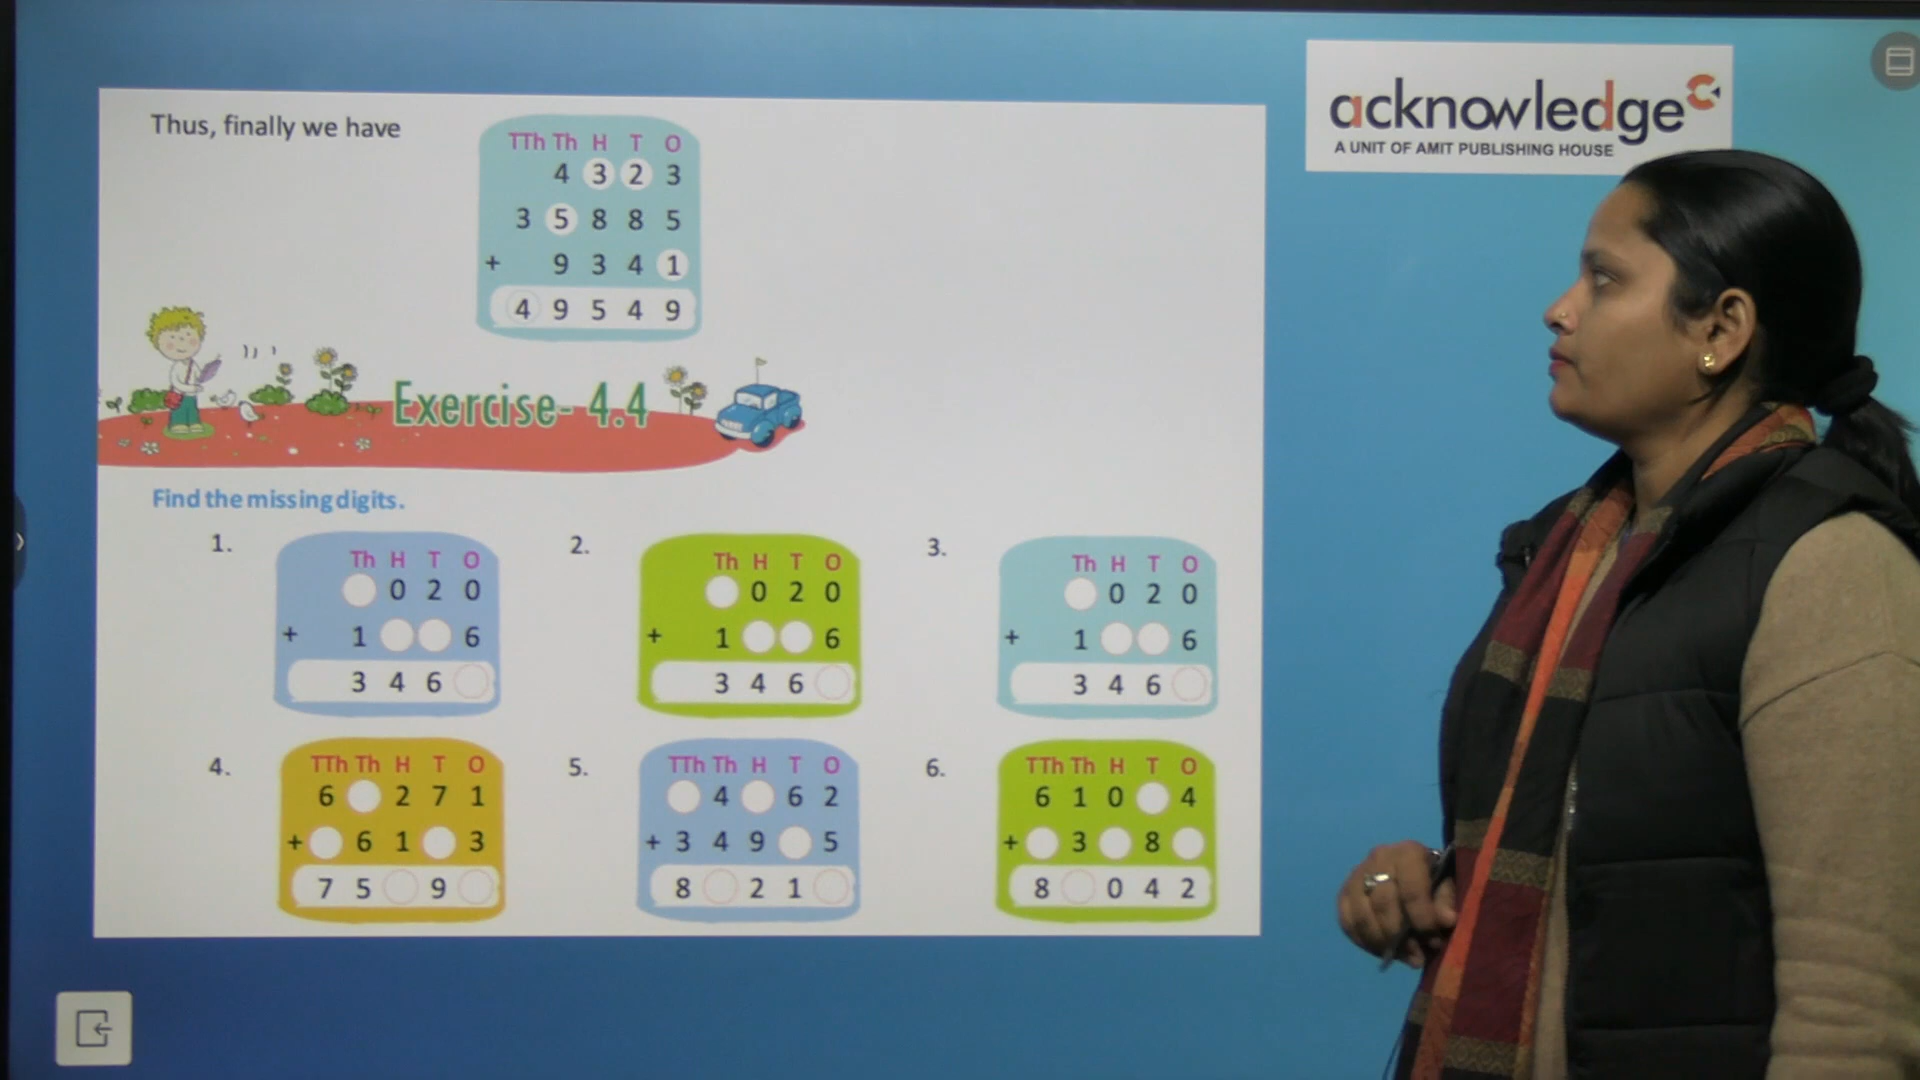 acknowledge
A UNIT OF AMIT PUBLISHING HOUSE
Thus, finally we have
TTh Th H T O
4 3 2 3
3 5 8 8 5
+ 9 3 4 1
4 9 5 4 9
Exercise- 4.4
Find the missing digits.
1.
Th H T O
0 2 0
+ 1 6
3 4 6
2.
Th H T O
0 2 0
+ 1 6
3 4 6
3.
Th H T O
0 2 0
+ 1 6
3 4 6
4.
TTh Th H T O
6 2 7 1
+ 6 1 3
7 5 9
5.
TTh Th H T O
4 6 2
+ 3 4 9 5
8 2 1
6.
TTh Th H T O
6 1 0 4
+ 3 8
8 0 4 2